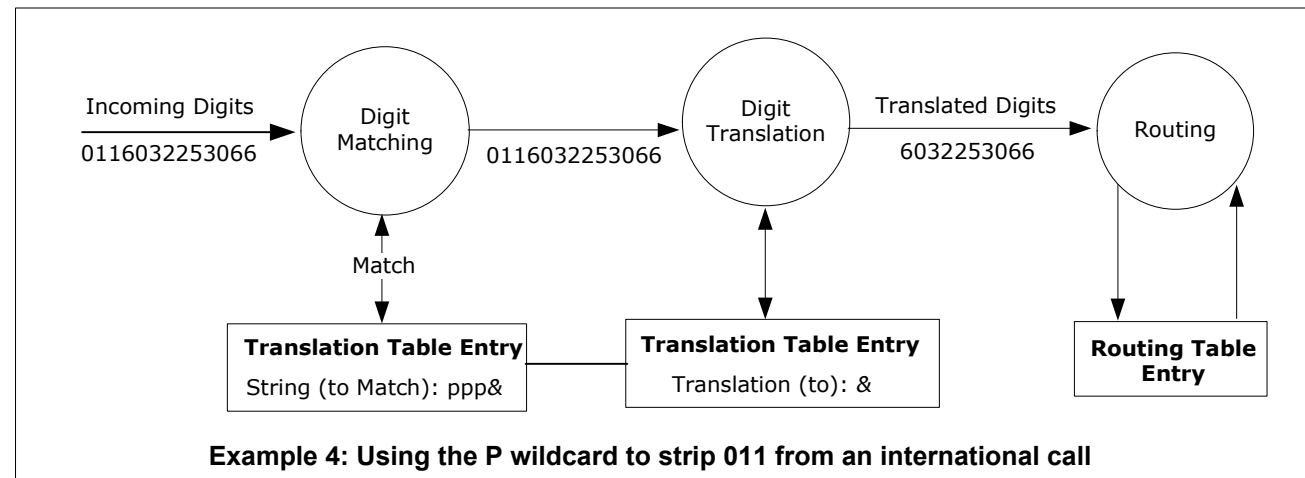 Incoming Digits
0116032253066
Digit
Matching
0116032253066
Digit
Translation
Translated Digits
6032253066
Routing
Match
Translation Table Entry
String (to Match): ppp&
Translation Table Entry
Translation (to): &
Routing Table
Entry
Example 4: Using the P wildcard to strip 011 from an international call